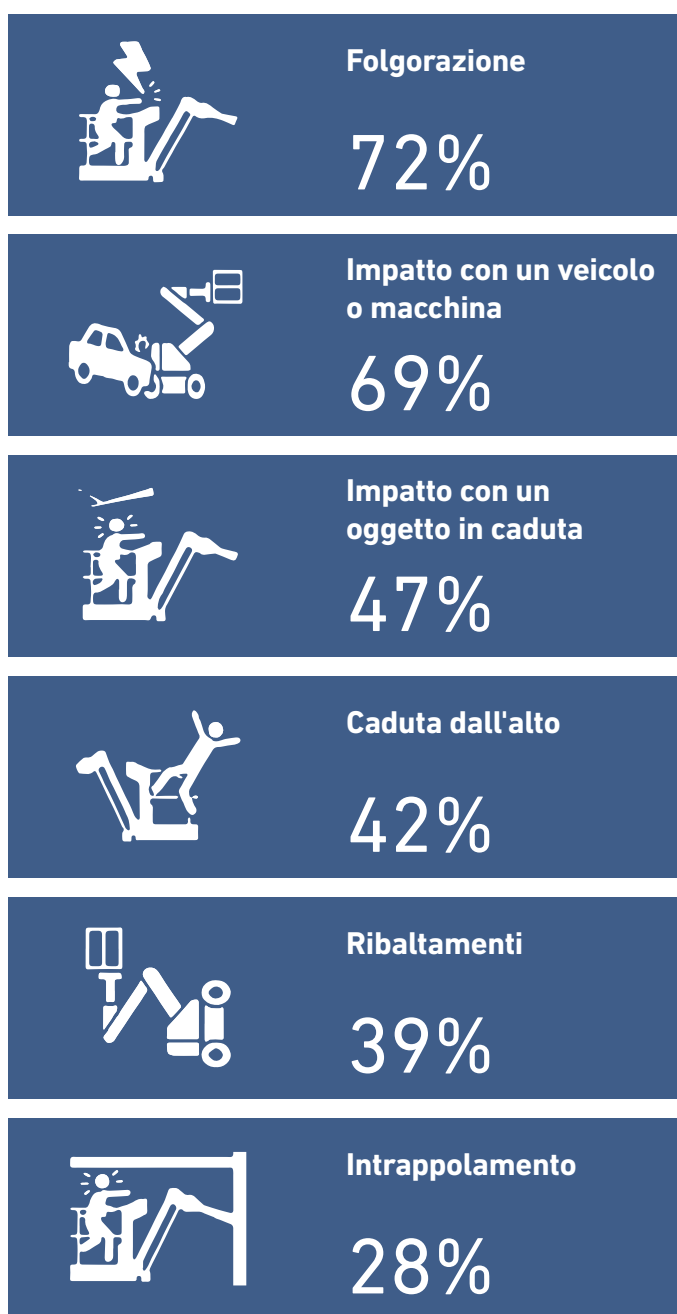 Folgorazione
72%
Impatto con un veicolo
o macchina
69%
Impatto con un
oggetto in caduta
47%
Caduta dall'alto
42%
Ribaltamenti
39%
Intrappolamento
28%